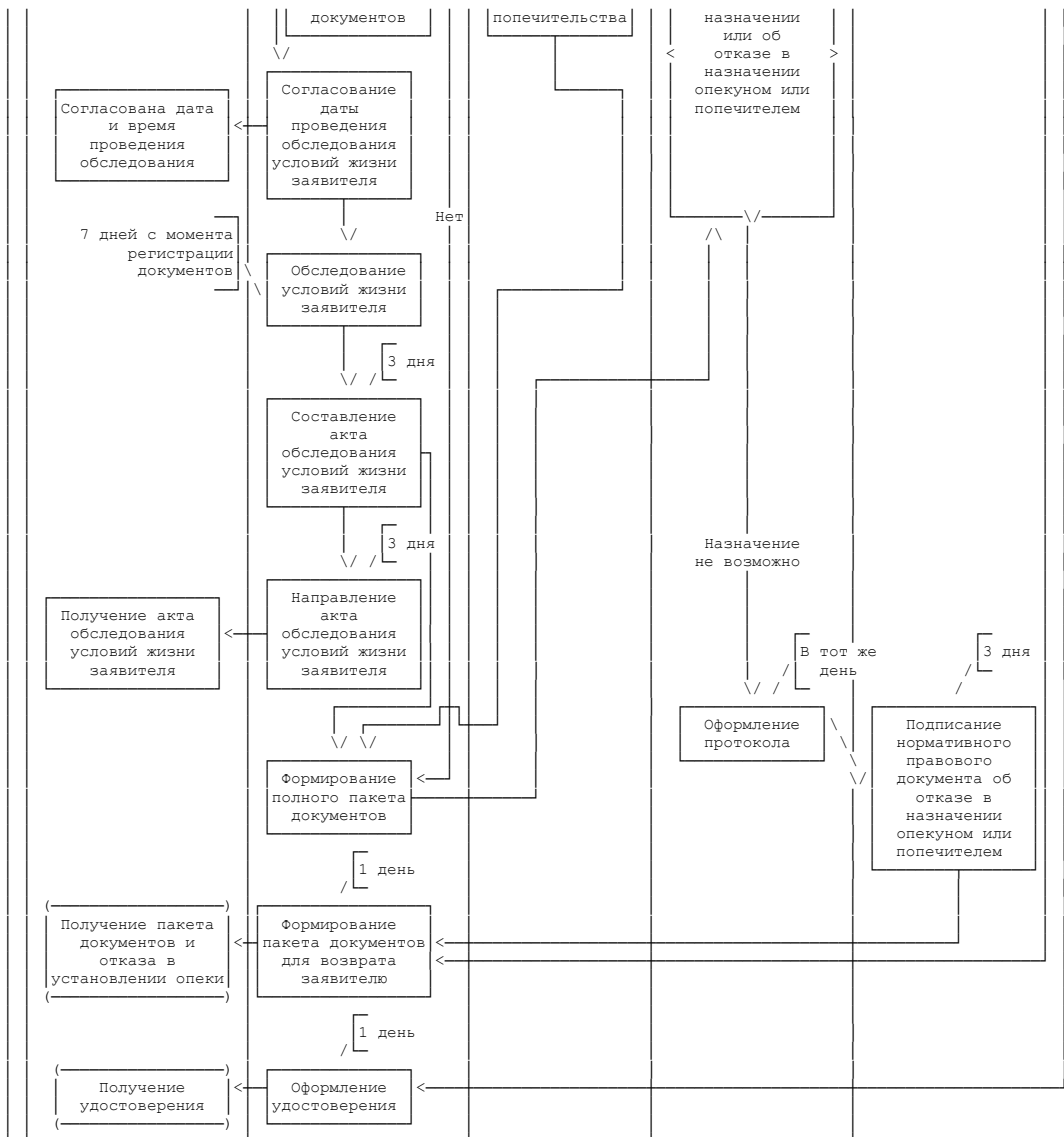 документов
попечительства
назначении
или об
отказе в
назначении
опекуном или
попечителем
Согласована дата
и время
проведения
обследования
Согласование
даты
проведения
обследования
условий жизни
заявителя
Нет
7 дней с момента
регистрации
документов
Обследование
условий жизни
заявителя
3 дня
Составление
акта
обследования
условий жизни
заявителя
3 дня
Назначение
не возможно
Получение акта
обследования
условий жизни
заявителя
Направление
акта
обследования
условий жизни
заявителя
В тот же
день
3 дня
Оформление
протокола
Подписание
нормативного
правового
документа об
отказе в
назначении
опекуном или
попечителем
Формирование
полного пакета
документов
1 день
Получение пакета
документов и
отказа в
установлении опеки
Формирование
пакета документов
для возврата
заявителю
1 день
Получение
удостоверения
Оформление
удостоверения